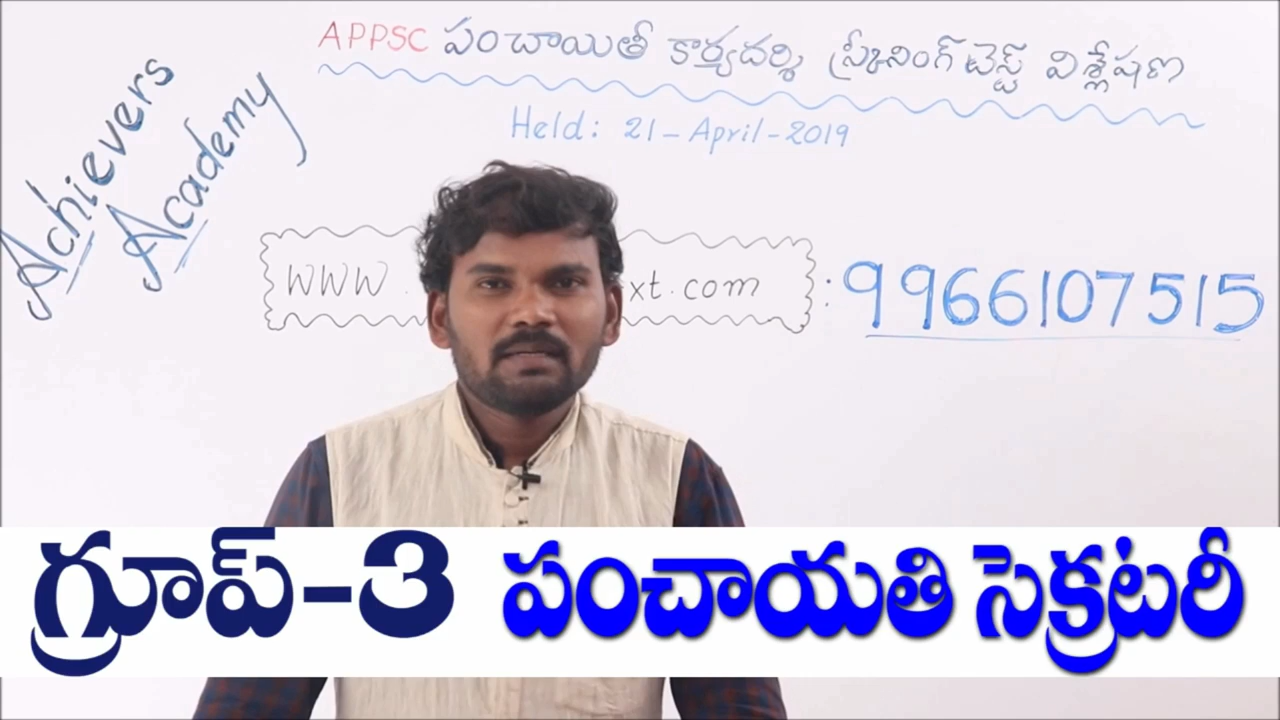 APPSC పంచాయితీ కార్యదర్శి స్క్రీనింగ్ టెస్ట్ విశ్లేషణ
Held: 21-April-2019
Achievers
Academy
www. xt.com : 9966107515
గ్రూప్-3 పంచాయతి సెక్రటరీ